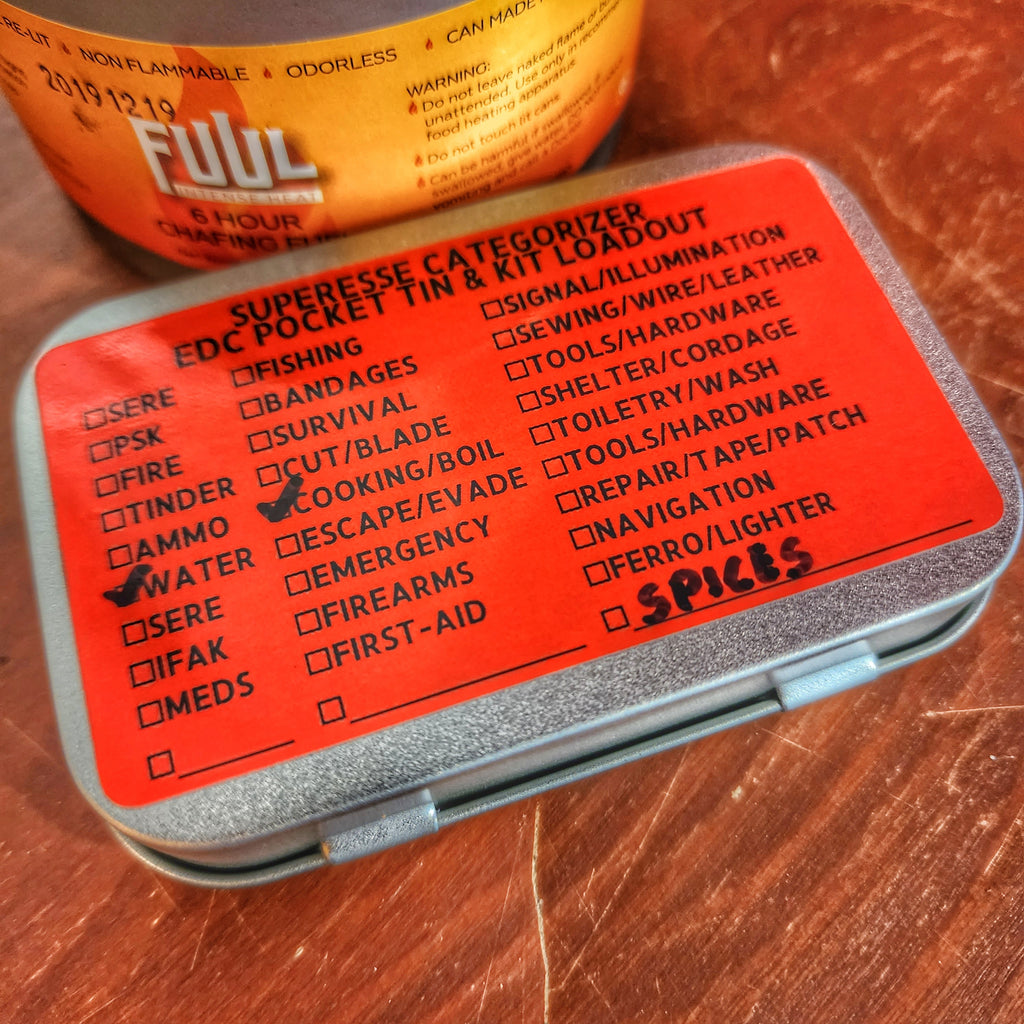 RE-LIT NON FLAMMABLE ODORLESS CAN MADE
20191219
FUUL
INTENSE HEAT
6 HOUR
CHAFING FUEL
WARNING:
Do not leave naked flame or
unattended. Use only in
food heating apparatus.
Do not touch lit cans.
Can be harmful if swallowed.
SUPERESSE CATEGORIZER
EDC POCKET TIN & KIT LOADOUT
☐SERE
☐PSK
☐FIRE
☐TINDER
☐AMMO
✓WATER
☐SERE
☐IFAK
☐MEDS
☐
☐FISHING
☐BANDAGES
☐SURVIVAL
☐CUT/BLADE
✓COOKING/BOIL
☐ESCAPE/EVADE
☐EMERGENCY
☐FIREARMS
☐FIRST-AID
☐
☐SIGNAL/ILLUMINATION
☐SEWING/WIRE/LEATHER
☐TOOLS/HARDWARE
☐SHELTER/CORDAGE
☐TOILETRY/WASH
☐TOOLS/HARDWARE
☐REPAIR/TAPE/PATCH
☐NAVIGATION
☐FERRO/LIGHTER
☐ SPICES